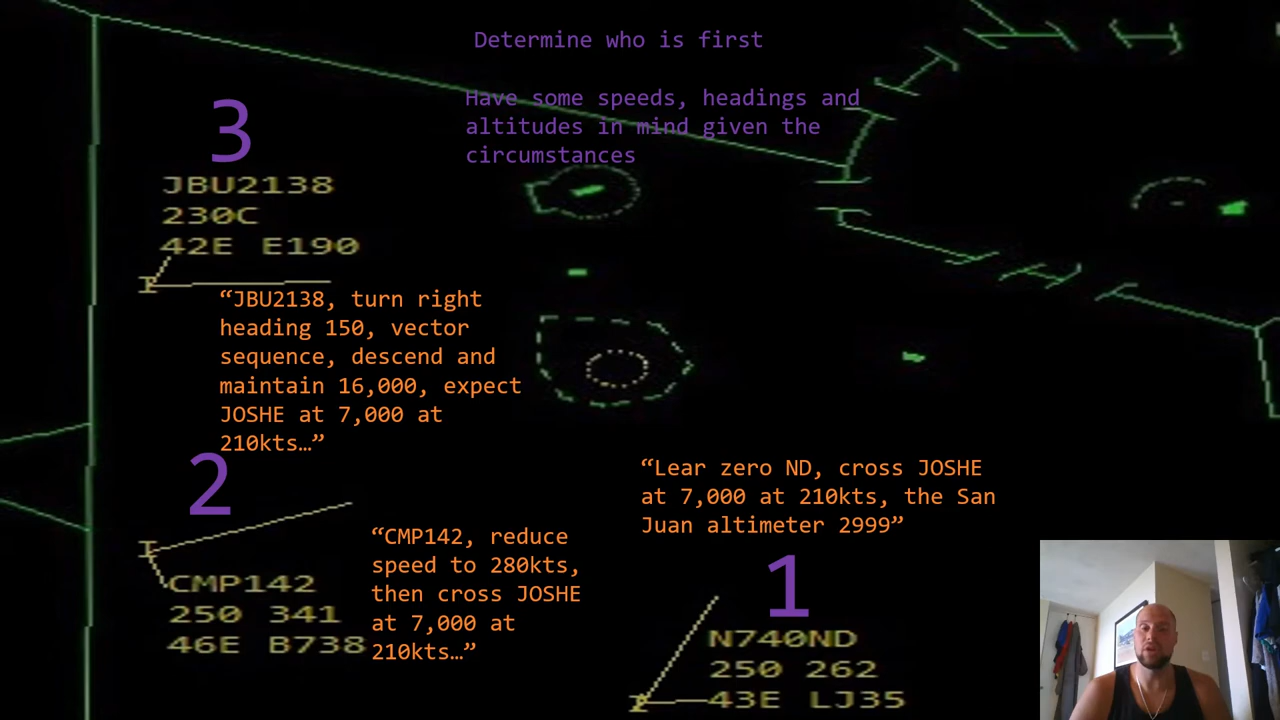 Determine who is first
Have some speeds, headings and
altitudes in mind given the
circumstances
3
JBU2138
230C
42E E190
“JBU2138, turn right
heading 150, vector
sequence, descend and
maintain 16,000, expect
JOSHE at 7,000 at
210kts…”
2
CMP142
250 341
46E B738
“CMP142, reduce
speed to 280kts,
then cross JOSHE
at 7,000 at
210kts…”
“Lear zero ND, cross JOSHE
at 7,000 at 210kts, the San
Juan altimeter 2999”
1
N740ND
250 262
43E LJ35